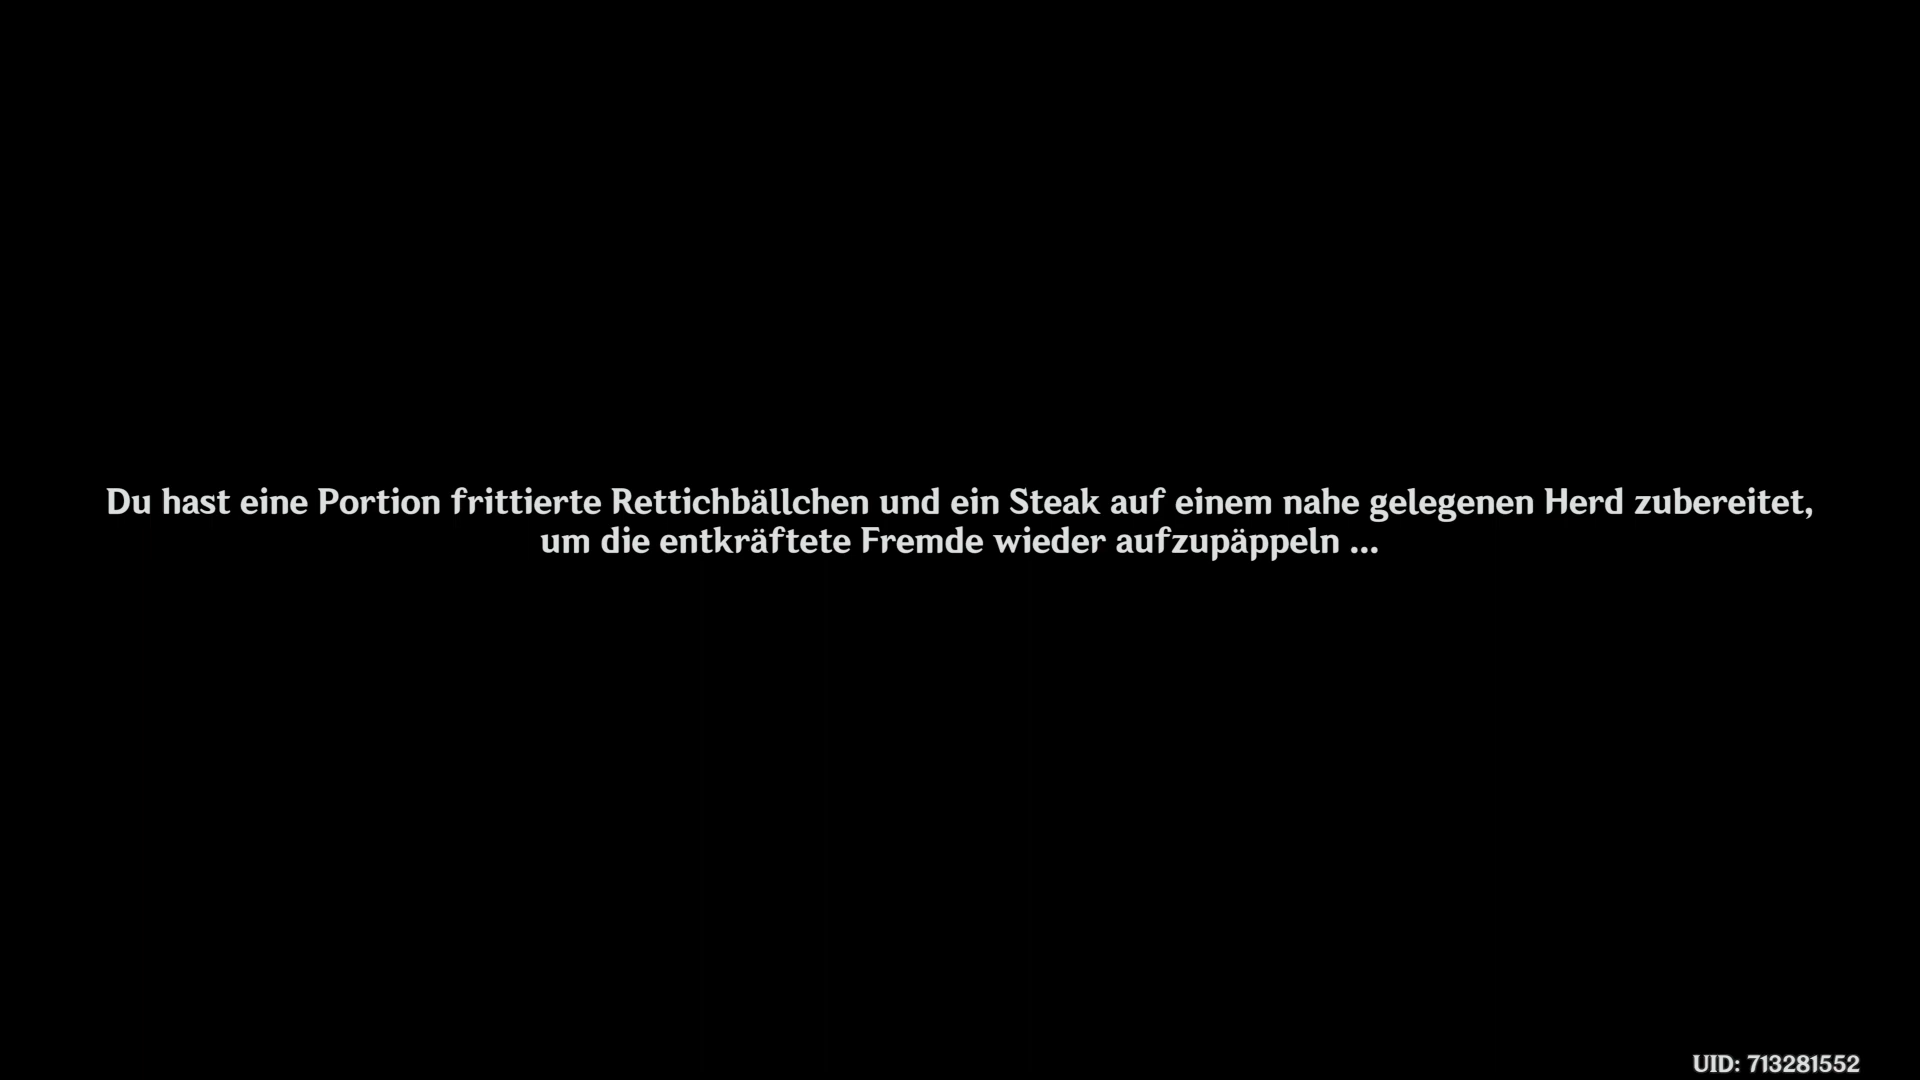 Du hast eine Portion frittierte Rettichbällchen und ein Steak auf einem nahe gelegenen Herd zubereitet,
um die entkräftete Fremde wieder aufzupäppeln ...
UID: 713281552